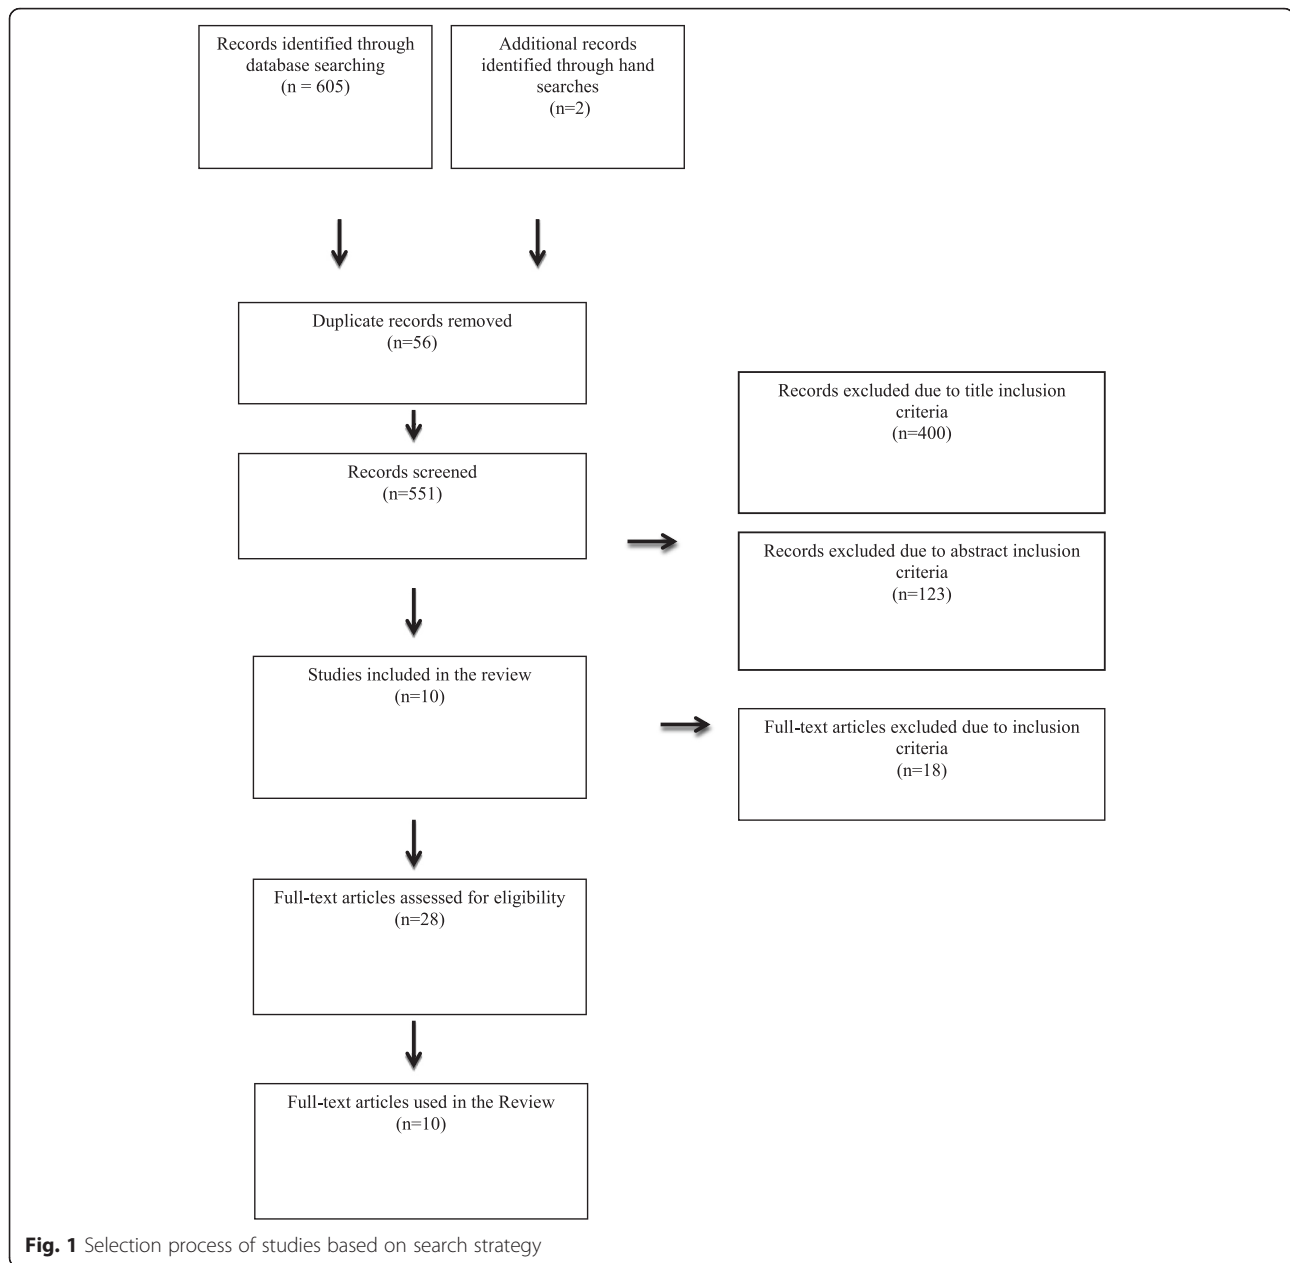 Records identified through
database searching
(n = 605)
Additional records
identified through hand
searches
(n=2)
Duplicate records removed
(n=56)
Records excluded due to title inclusion
criteria
(n=400)
Records screened
(n=551)
Records excluded due to abstract inclusion
criteria
(n=123)
Studies included in the review
(n=10)
Full-text articles excluded due to inclusion
criteria
(n=18)
Full-text articles assessed for eligibility
(n=28)
Full-text articles used in the Review
(n=10)
Fig. 1 Selection process of studies based on search strategy